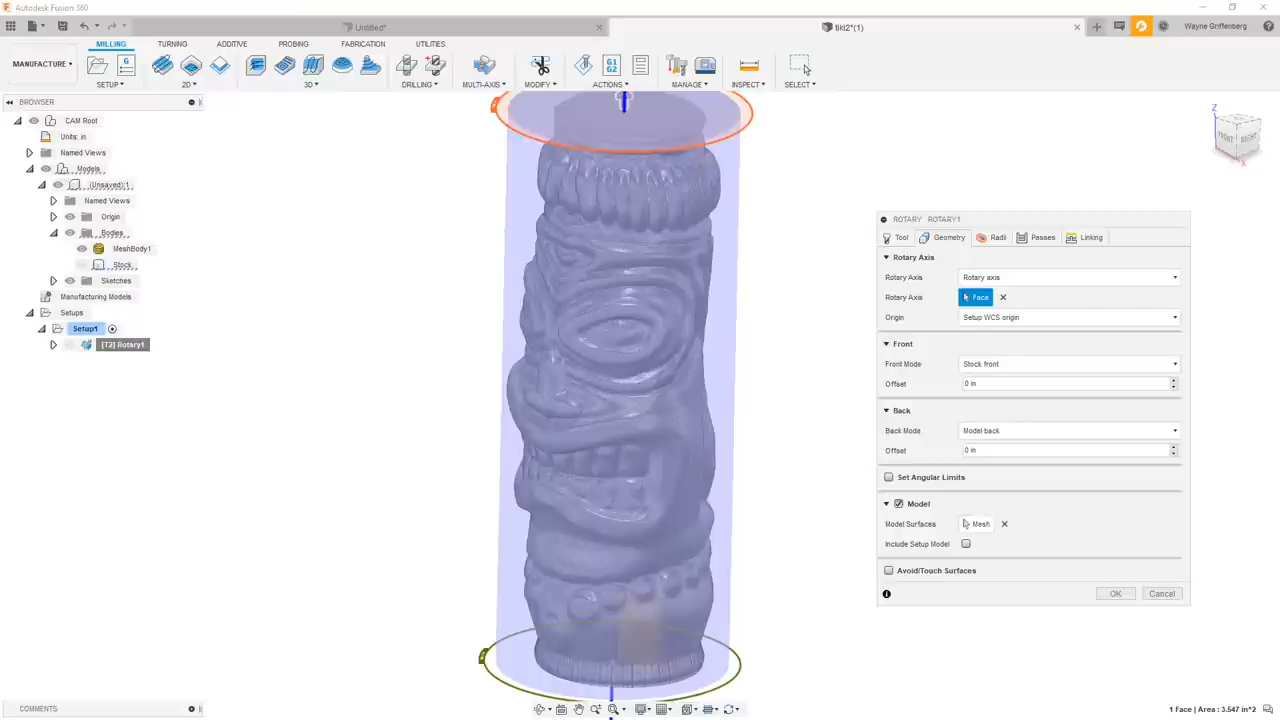 Autodesk Fusion 360
Untitled*
tiki2*(1)
Wayne Griffenberg
MANUFACTURE
MILLING
TURNING
ADDITIVE
PROBING
FABRICATION
UTILITIES
G
G1
G2
SETUP
2D
3D
DRILLING
MULTI-AXIS
MODIFY
ACTIONS
MANAGE
INSPECT
SELECT
BROWSER
CAM Root
Units: in
Named Views
Models
(Unsaved):1
Named Views
Origin
Bodies
MeshBody1
Stock
Sketches
Manufacturing Models
Setups
Setup1
[T2] Rotary1
Z
FRONT
RIGHT
X
ROTARY : ROTARY1
Tool
Geometry
Radii
Passes
Linking
Rotary Axis
Rotary Axis
Rotary axis
Rotary Axis
Face
Origin
Setup WCS origin
Front
Front Mode
Stock front
Offset
0 in
Back
Back Mode
Model back
Offset
0 in
Set Angular Limits
Model
Model Surfaces
Mesh
Include Setup Model
Avoid/Touch Surfaces
OK
Cancel
COMMENTS
1 Face | Area : 3.547 in^2